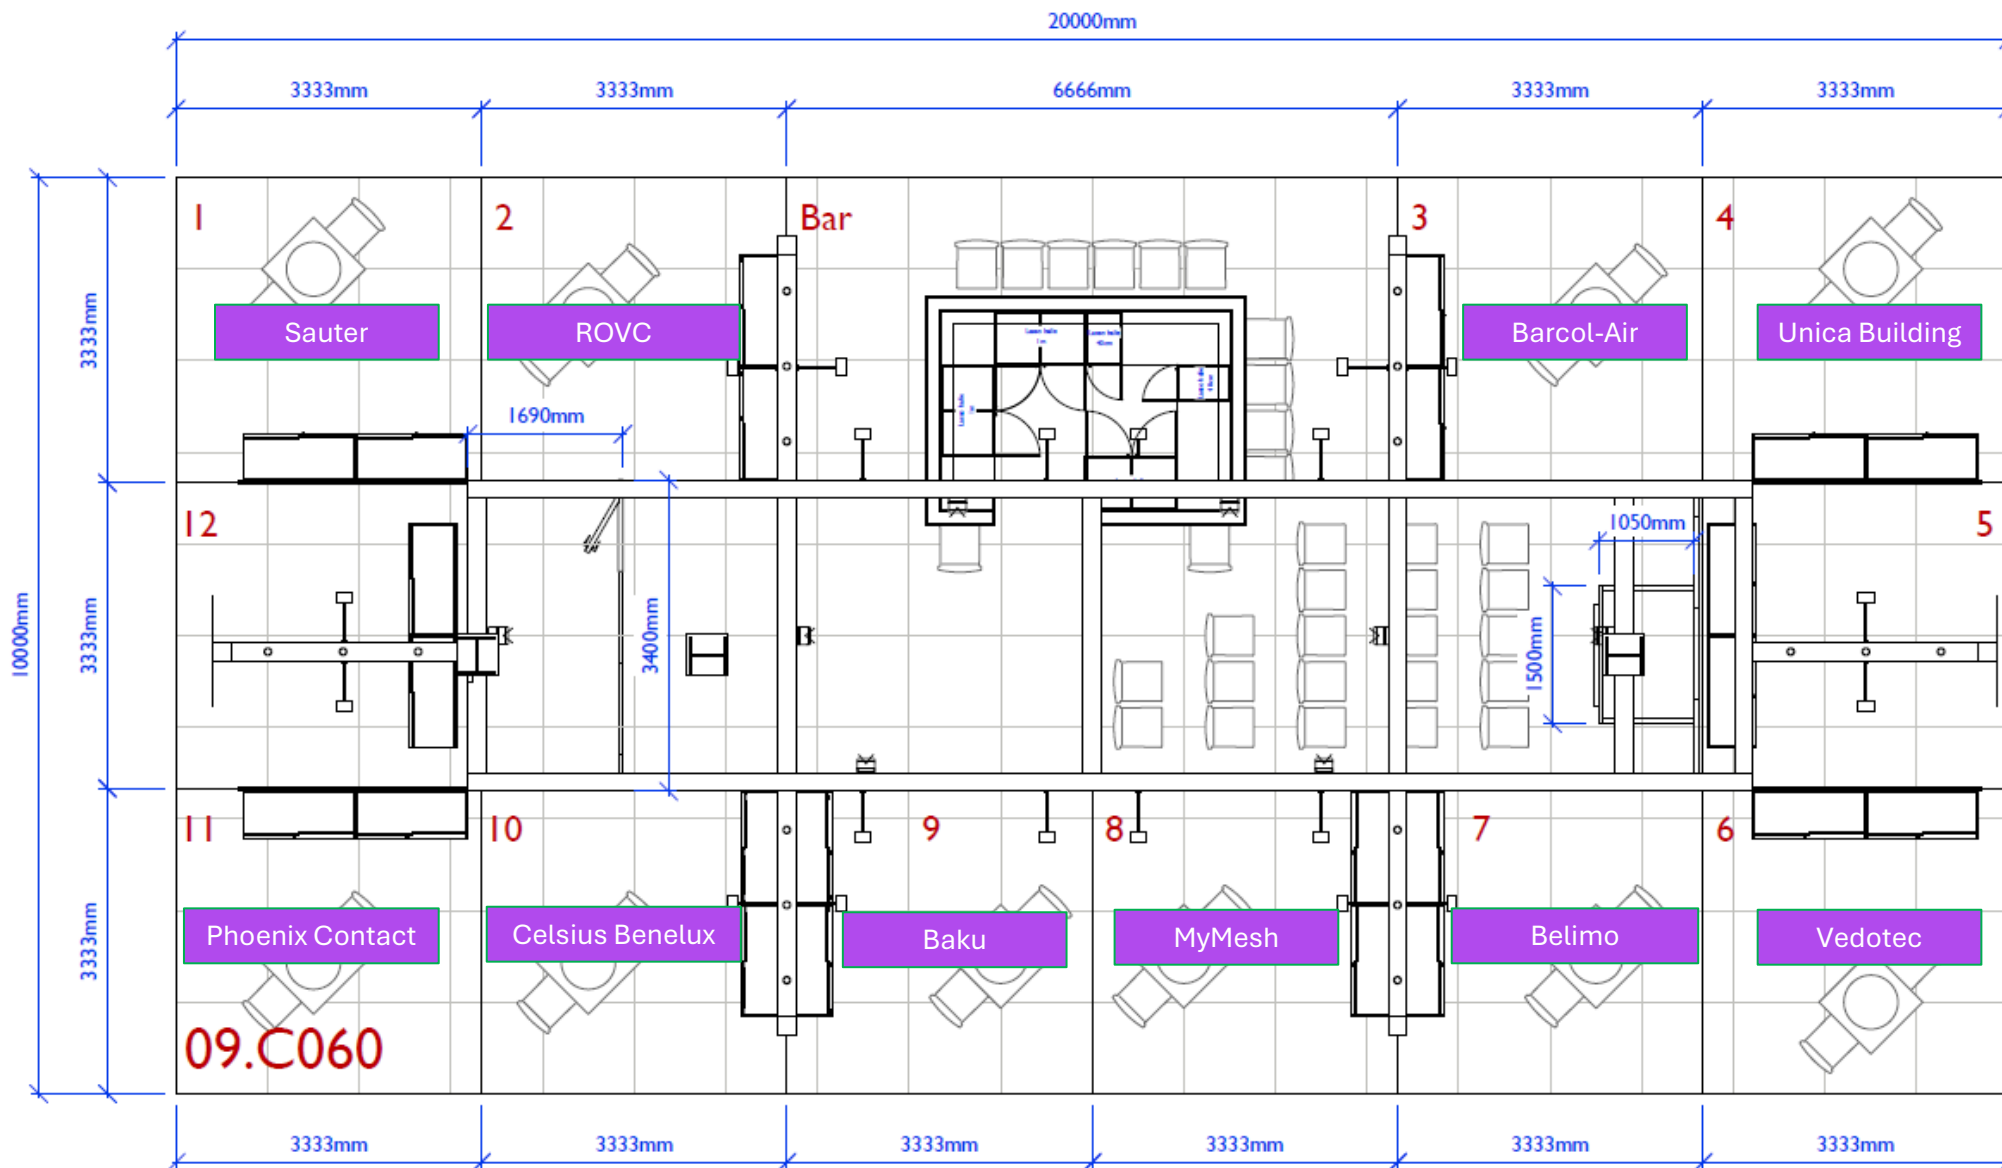 20000mm
3333mm 3333mm 6666mm 3333mm 3333mm
1 2 Bar 3 4
3333mm
Sauter ROVC Barcol-Air Unica Building
1690mm
12 5
1050mm
10000mm 3333mm 3400mm 1500mm
11 10 9 8 7 6
3333mm
Phoenix Contact Celsius Benelux Baku MyMesh Belimo Vedotec
09.C060
3333mm 3333mm 3333mm 3333mm 3333mm 3333mm